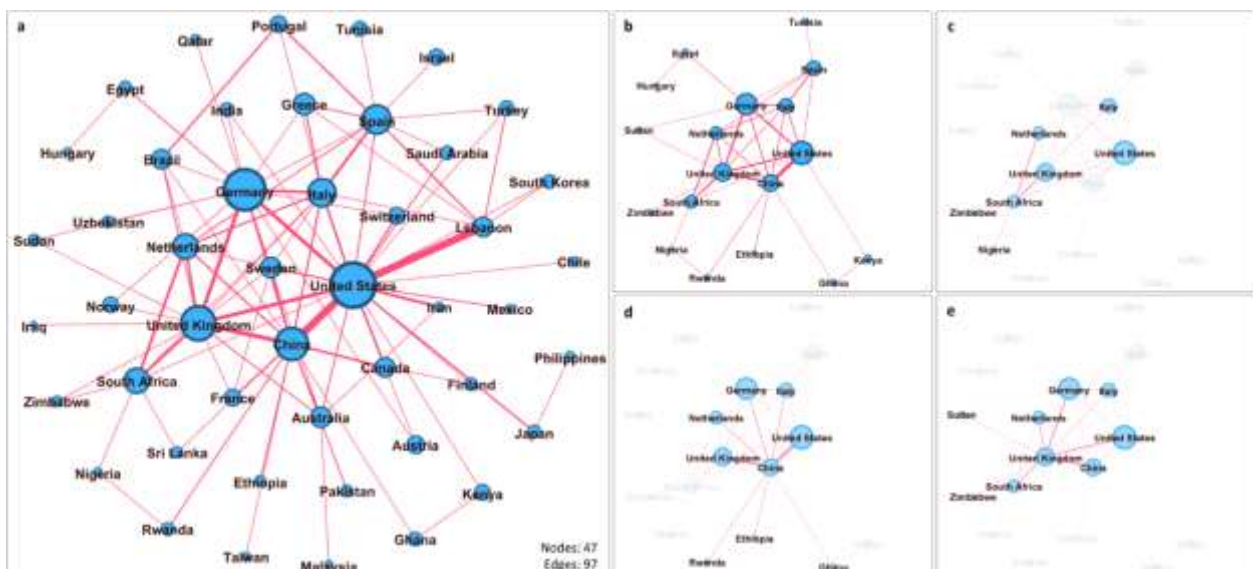 a
Portugal
Tunisia
Qatar
Israel
Egypt
India
Greece
Spain
Turkey
Hungary
Brazil
Saudi Arabia
Germany
Italy
South Korea
Uzbekistan
Switzerland
Lebanon
Sudan
Netherlands
Sweden
Chile
United States
Norway
Iran
Mexico
Iraq
United Kingdom
China
Philippines
South Africa
Canada
Finland
Zimbabwe
France
Australia
Japan
Sri Lanka
Austria
Nigeria
Ethiopia
Pakistan
Kenya
Rwanda
Ghana
Taiwan
Malaysia
Nodes: 47
Edges: 97
b
Tunisia
Egypt
Spain
Hungary
Germany
Italy
Sudan
Netherlands
United States
United Kingdom
China
South Africa
Zimbabwe
Nigeria
Ethiopia
Kenya
Rwanda
Ghana
c
Italy
Netherlands
United States
United Kingdom
South Africa
Zimbabwe
Nigeria
d
Germany
Italy
Netherlands
United States
United Kingdom
China
Ethiopia
Rwanda
Ghana
e
Germany
Italy
Sudan
Netherlands
United States
United Kingdom
China
South Africa
Zimbabwe